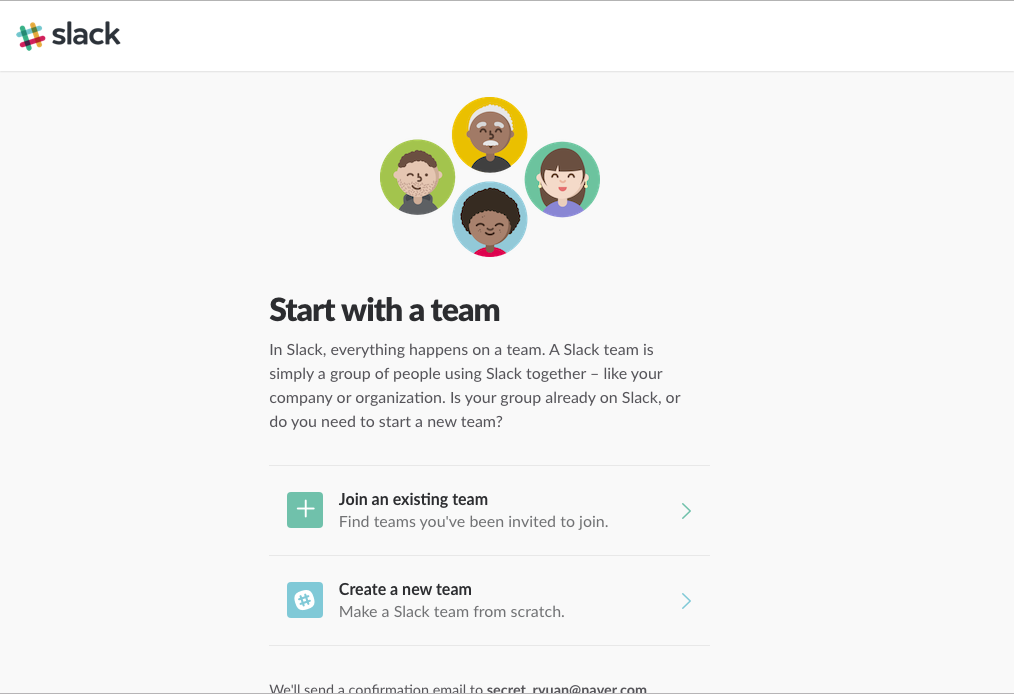 slack
Start with a team
In Slack, everything happens on a team. A Slack team is
simply a group of people using Slack together – like your
company or organization. Is your group already on Slack, or
do you need to start a new team?
Join an existing team
Find teams you've been invited to join.
Create a new team
Make a Slack team from scratch.
We'll send a confirmation email to secret_ryuan@naver.com